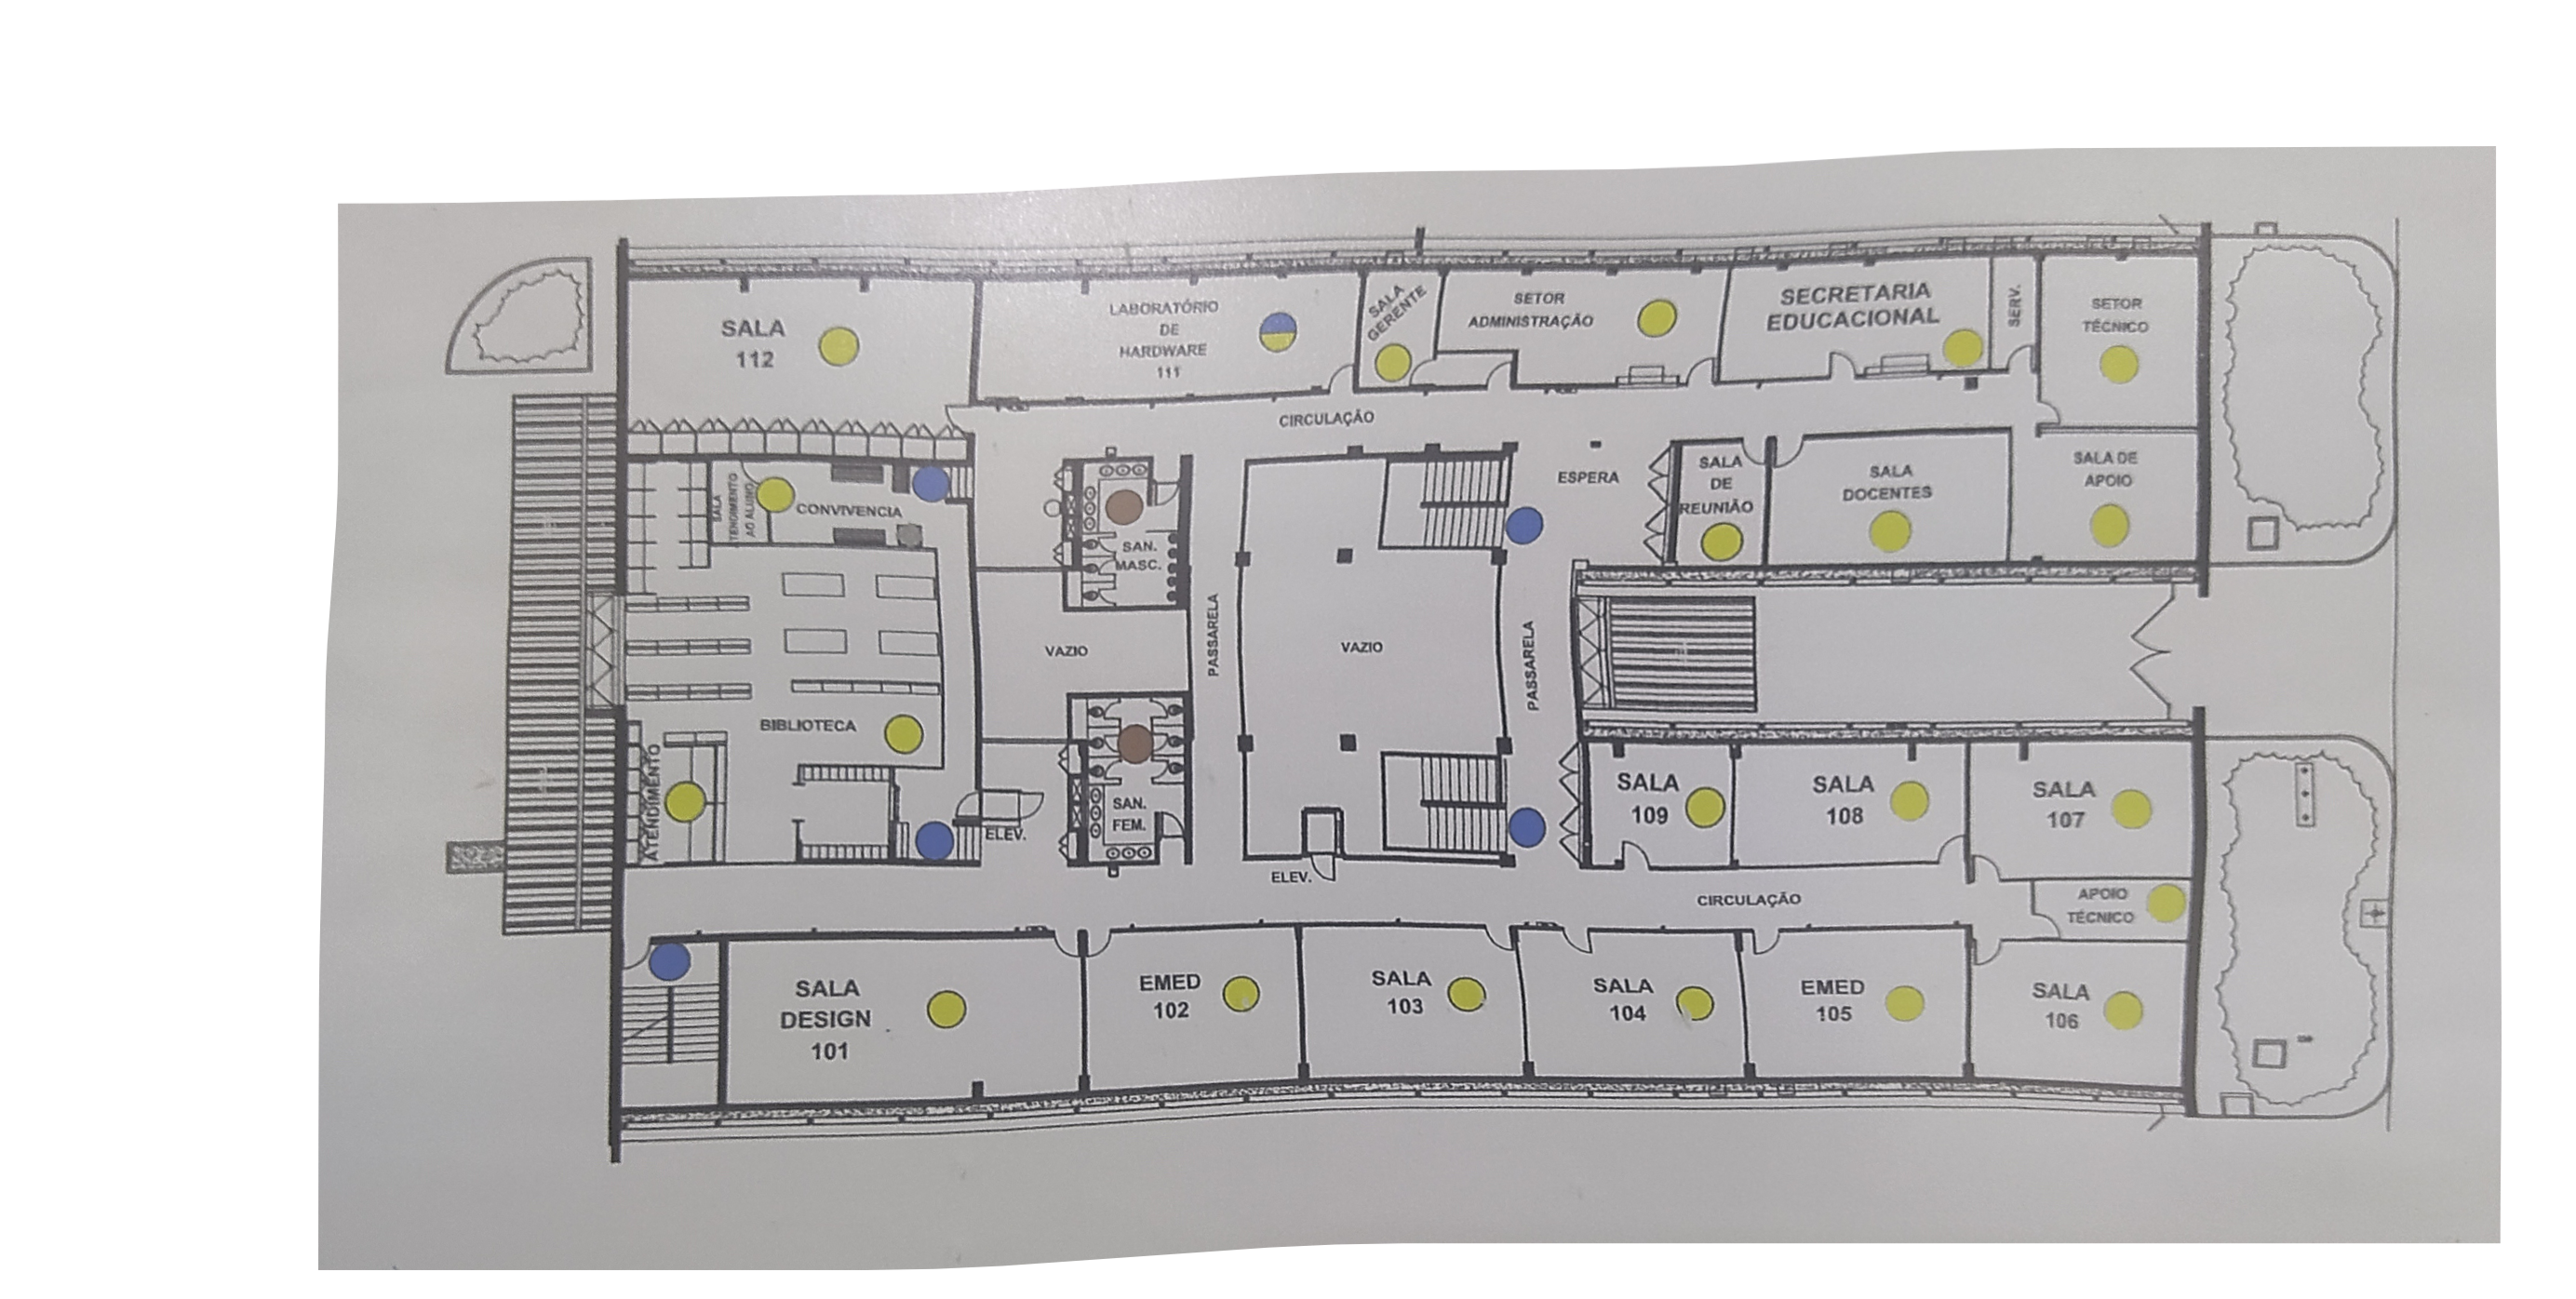 SALA
112
LABORATÓRIO
DE
HARDWARE
111
SALA
GERENTE
SETOR
ADMINISTRAÇÃO
SECRETARIA
EDUCACIONAL
SERV.
SETOR
TÉCNICO
CIRCULAÇÃO
SALA
ATENDIMENTO
AO ALUNO
CONVIVENCIA
SAN.
MASC.
ESPERA
SALA
DE
REUNIÃO
SALA
DOCENTES
SALA DE
APOIO
VAZIO
PASSARELA
VAZIO
PASSARELA
BIBLIOTECA
ATENDIMENTO
ELEV.
SAN.
FEM.
ELEV.
SALA
109
SALA
108
SALA
107
CIRCULAÇÃO
APOIO
TÉCNICO
SALA
DESIGN
101
EMED
102
SALA
103
SALA
104
EMED
105
SALA
106